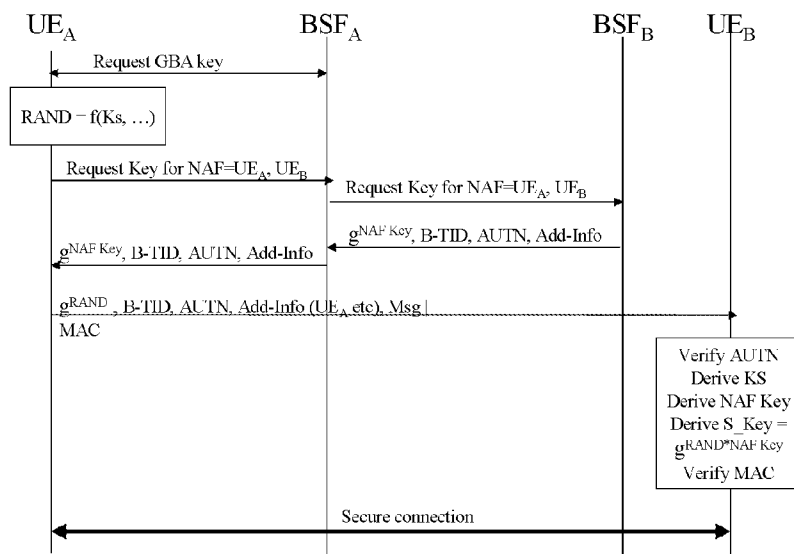 UEA BSFA BSFB UEB
Request GBA key
RAND = f(Ks, …)
Request Key for NAF=UEA, UEB
Request Key for NAF=UEA, UEB
gNAF Key, B-TID, AUTN, Add-Info
gNAF Key, B-TID, AUTN, Add-Info
gRAND , B-TID, AUTN, Add-Info (UEA etc), Msg |
MAC
Verify AUTN
Derive KS
Derive NAF Key
Derive S_Key =
gRAND*NAF Key
Verify MAC
Secure connection